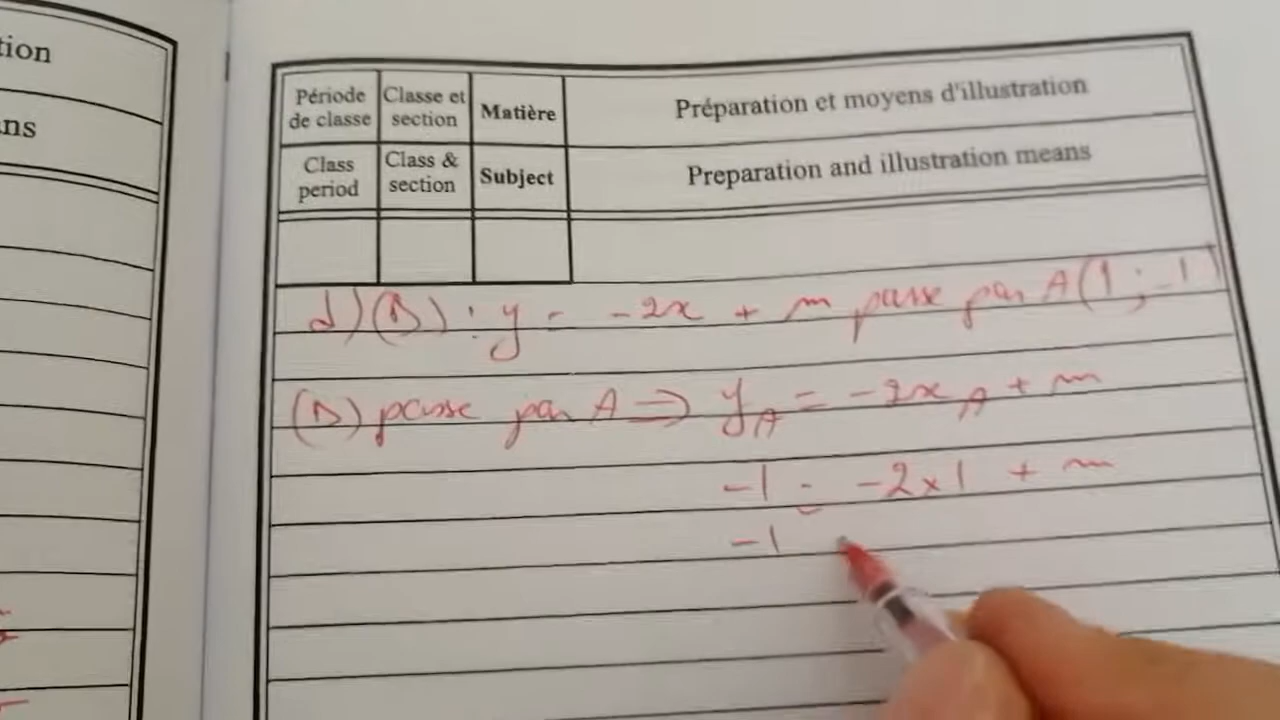 tion
ns
Période de classe
Classe et section
Matière
Préparation et moyens d'illustration
Class period
Class & section
Subject
Preparation and illustration means
d) (D) : y = -2x + m passe par A(1 ; -1)
(D) passe par A ⇒ y_A = -2x_A + m
-1 = -2 x 1 + m
-1